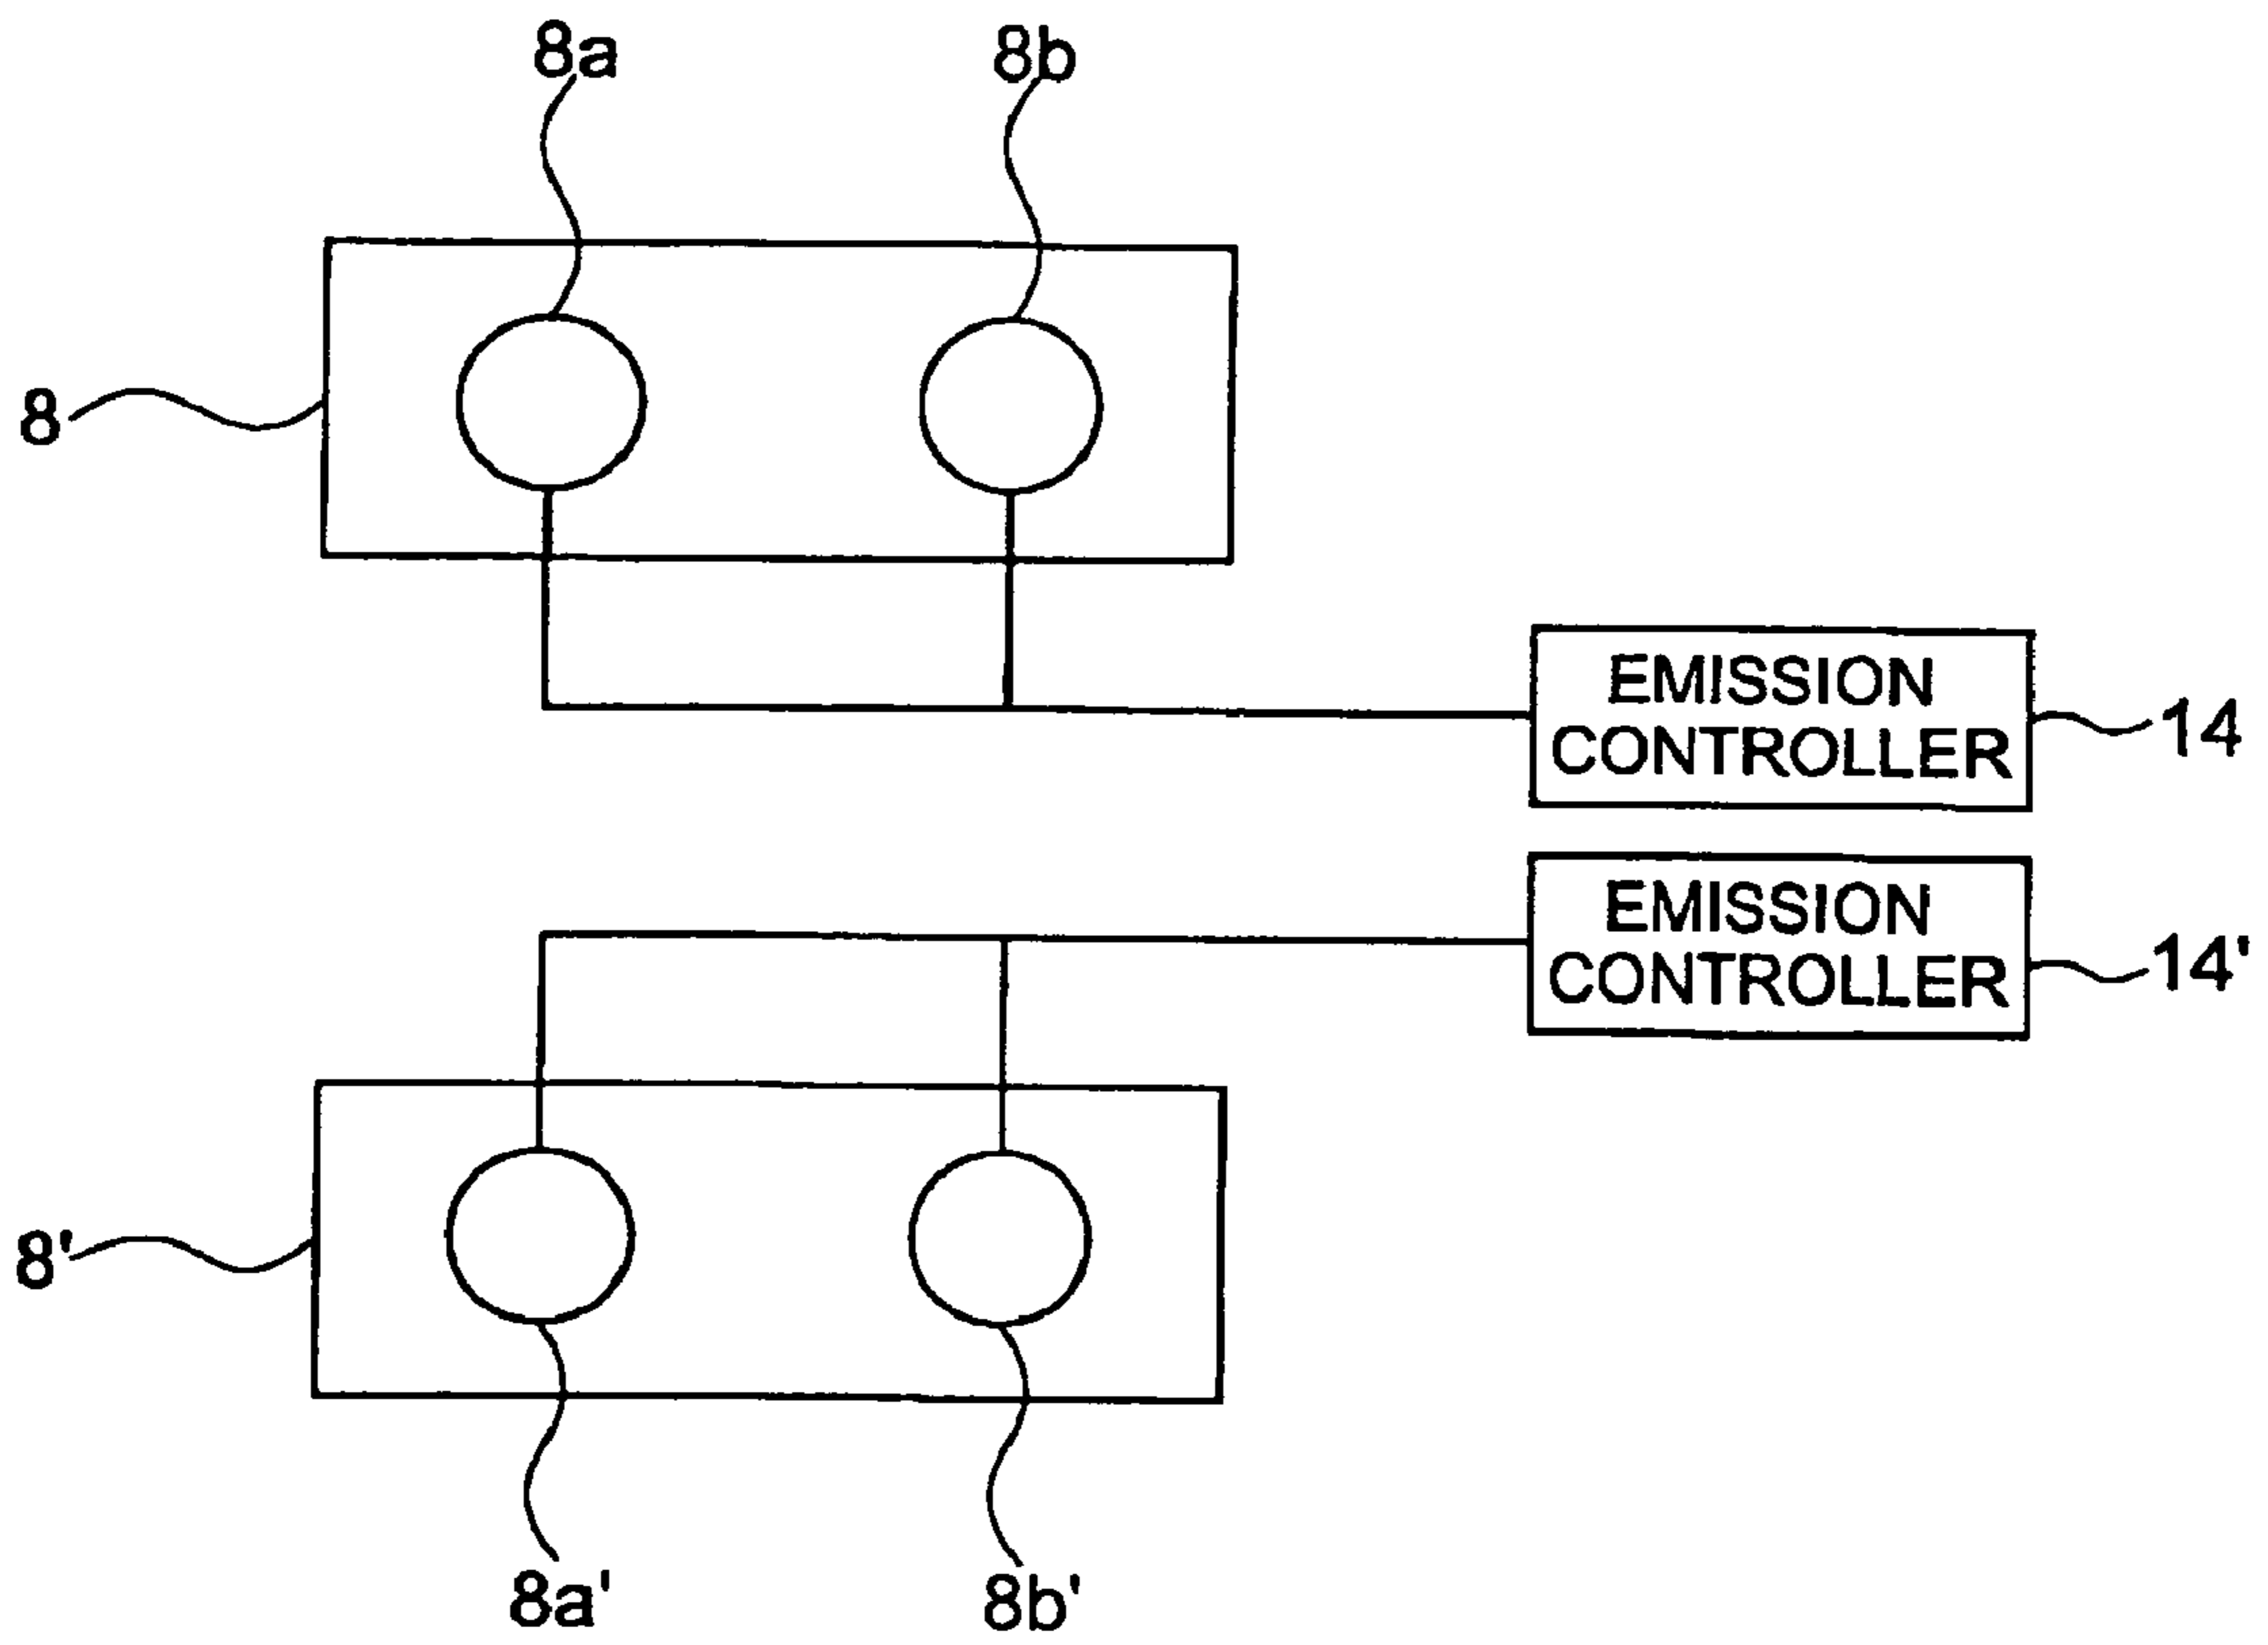 8a
8b
8
EMISSION
CONTROLLER
14
EMISSION
CONTROLLER
14'
8'
8a'
8b'